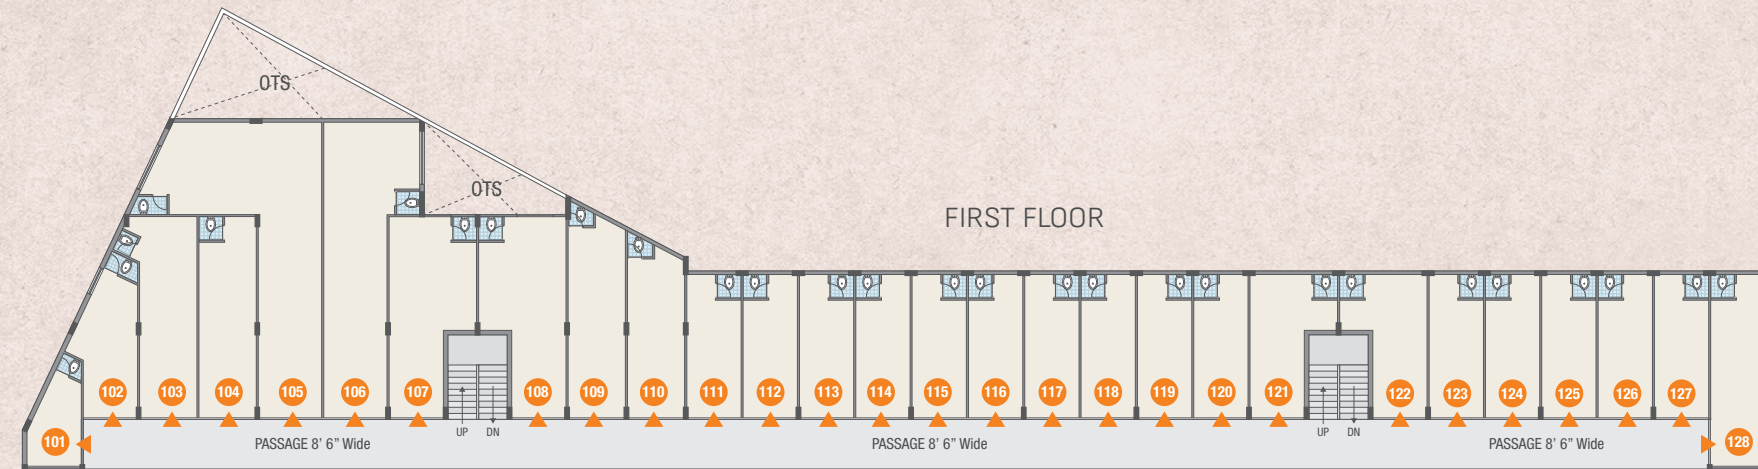 OTS
OTS
FIRST FLOOR
102 103 104 105 106 107 108 109 110 111 112 113 114 115 116 117 118 119 120 121 122 123 124 125 126 127
UP DN UP DN
101 PASSAGE 8' 6" Wide PASSAGE 8' 6" Wide PASSAGE 8' 6" Wide 128